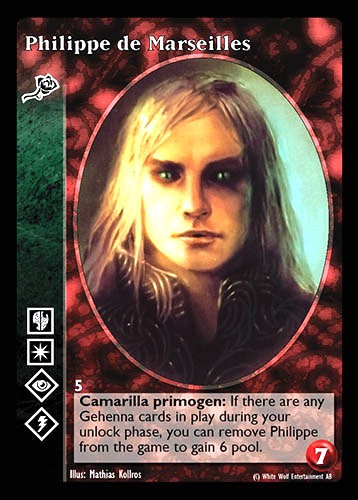 Philippe de Marseilles
5
Camarilla primogen: If there are any
Gehenna cards in play during your
unlock phase, you can remove Philippe
from the game to gain 6 pool.
7
Illus: Mathias Kollros
(C) White Wolf Entertainment AB